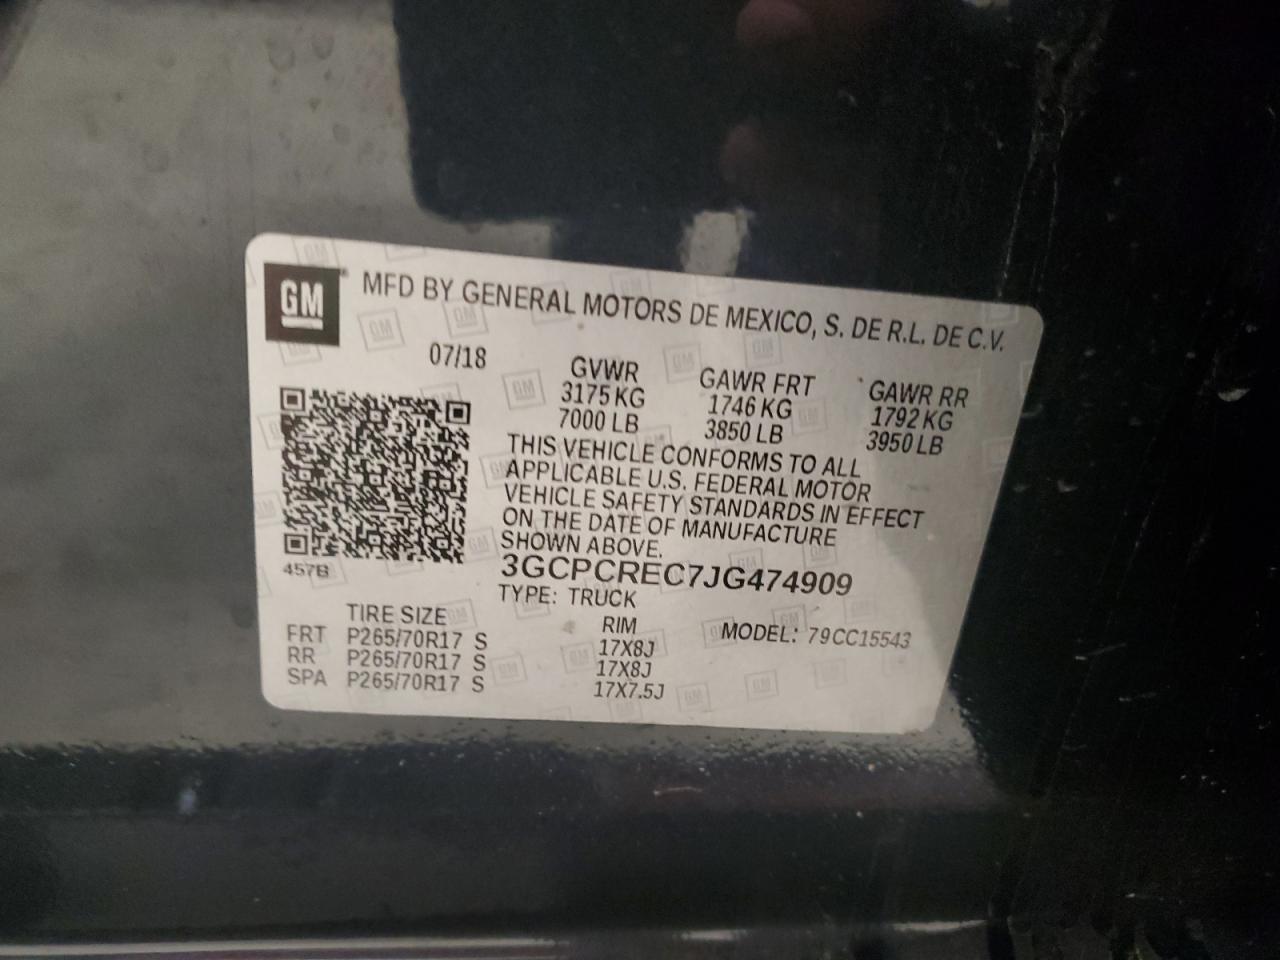 GM
MFD BY GENERAL MOTORS DE MEXICO, S. DE R.L. DE C.V.
07/18
GVWR GAWR FRT GAWR RR
3175 KG 1746 KG 1792 KG
7000 LB 3850 LB 3950 LB
THIS VEHICLE CONFORMS TO ALL
APPLICABLE U.S. FEDERAL MOTOR
VEHICLE SAFETY STANDARDS IN EFFECT
ON THE DATE OF MANUFACTURE
SHOWN ABOVE.
457B
3GCPCREC7JG474909
TYPE: TRUCK
TIRE SIZE RIM MODEL: 79CC15543
FRT P265/70R17 S 17X8J
RR P265/70R17 S 17X8J
SPA P265/70R17 S 17X7.5J